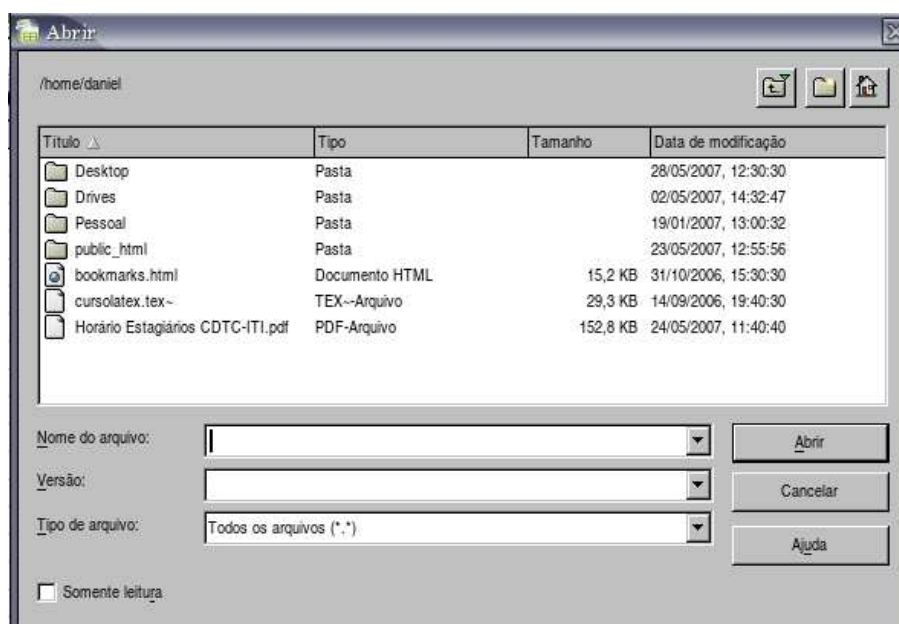 Abrir
/home/daniel
Título Tipo Tamanho Data de modificação
Desktop Pasta 28/05/2007, 12:30:30
Drives Pasta 02/05/2007, 14:32:47
Pessoal Pasta 19/01/2007, 13:00:32
public_html Pasta 23/05/2007, 12:55:56
bookmarks.html Documento HTML 15,2 KB 31/10/2006, 15:30:30
cursolatex.tex~ TEX~-Arquivo 29,3 KB 14/09/2006, 19:40:30
Horário Estagiários CDTC-ITI.pdf PDF-Arquivo 152,8 KB 24/05/2007, 11:40:40
Nome do arquivo: Abrir
Versão: Cancelar
Tipo de arquivo: Todos os arquivos (*.*) Ajuda
Somente leitura